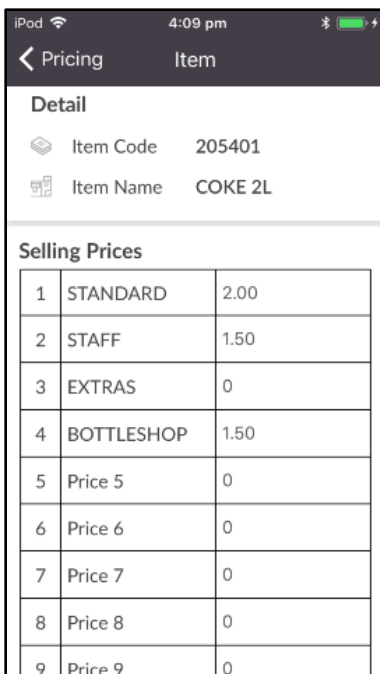 iPod 4:09 pm
Pricing Item
Detail
Item Code 205401
Item Name COKE 2L
Selling Prices
1 STANDARD 2.00
2 STAFF 1.50
3 EXTRAS 0
4 BOTTLESHOP 1.50
5 Price 5 0
6 Price 6 0
7 Price 7 0
8 Price 8 0
9 Price 9 0